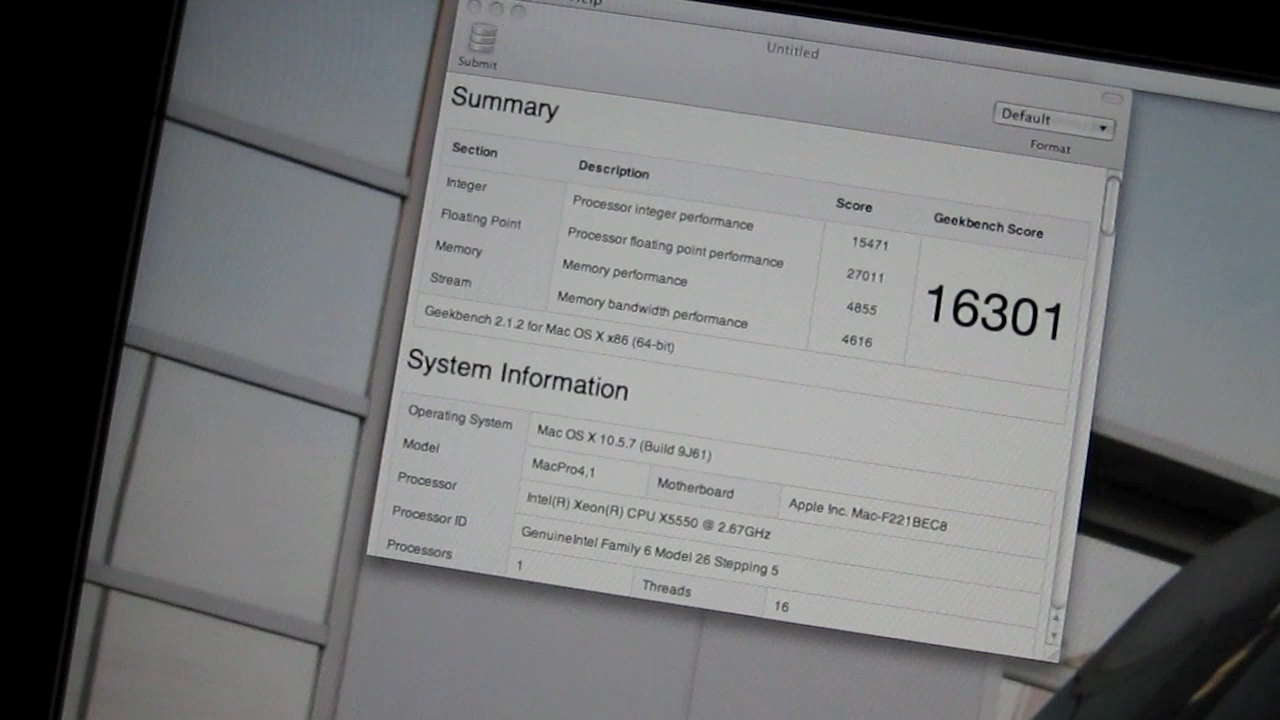 Help
Untitled
Submit
Default
Format
Summary
Section Description Score Geekbench Score
Integer Processor integer performance 15471
Floating Point Processor floating point performance 27011
Memory Memory performance 4855
Stream Memory bandwidth performance 4616
16301
Geekbench 2.1.2 for Mac OS X x86 (64-bit)
System Information
Operating System Mac OS X 10.5.7 (Build 9J61)
Model MacPro4,1 Motherboard Apple Inc. Mac-F221BEC8
Processor Intel(R) Xeon(R) CPU X5550 @ 2.67GHz
Processor ID GenuineIntel Family 6 Model 26 Stepping 5
Processors 1 Threads 16